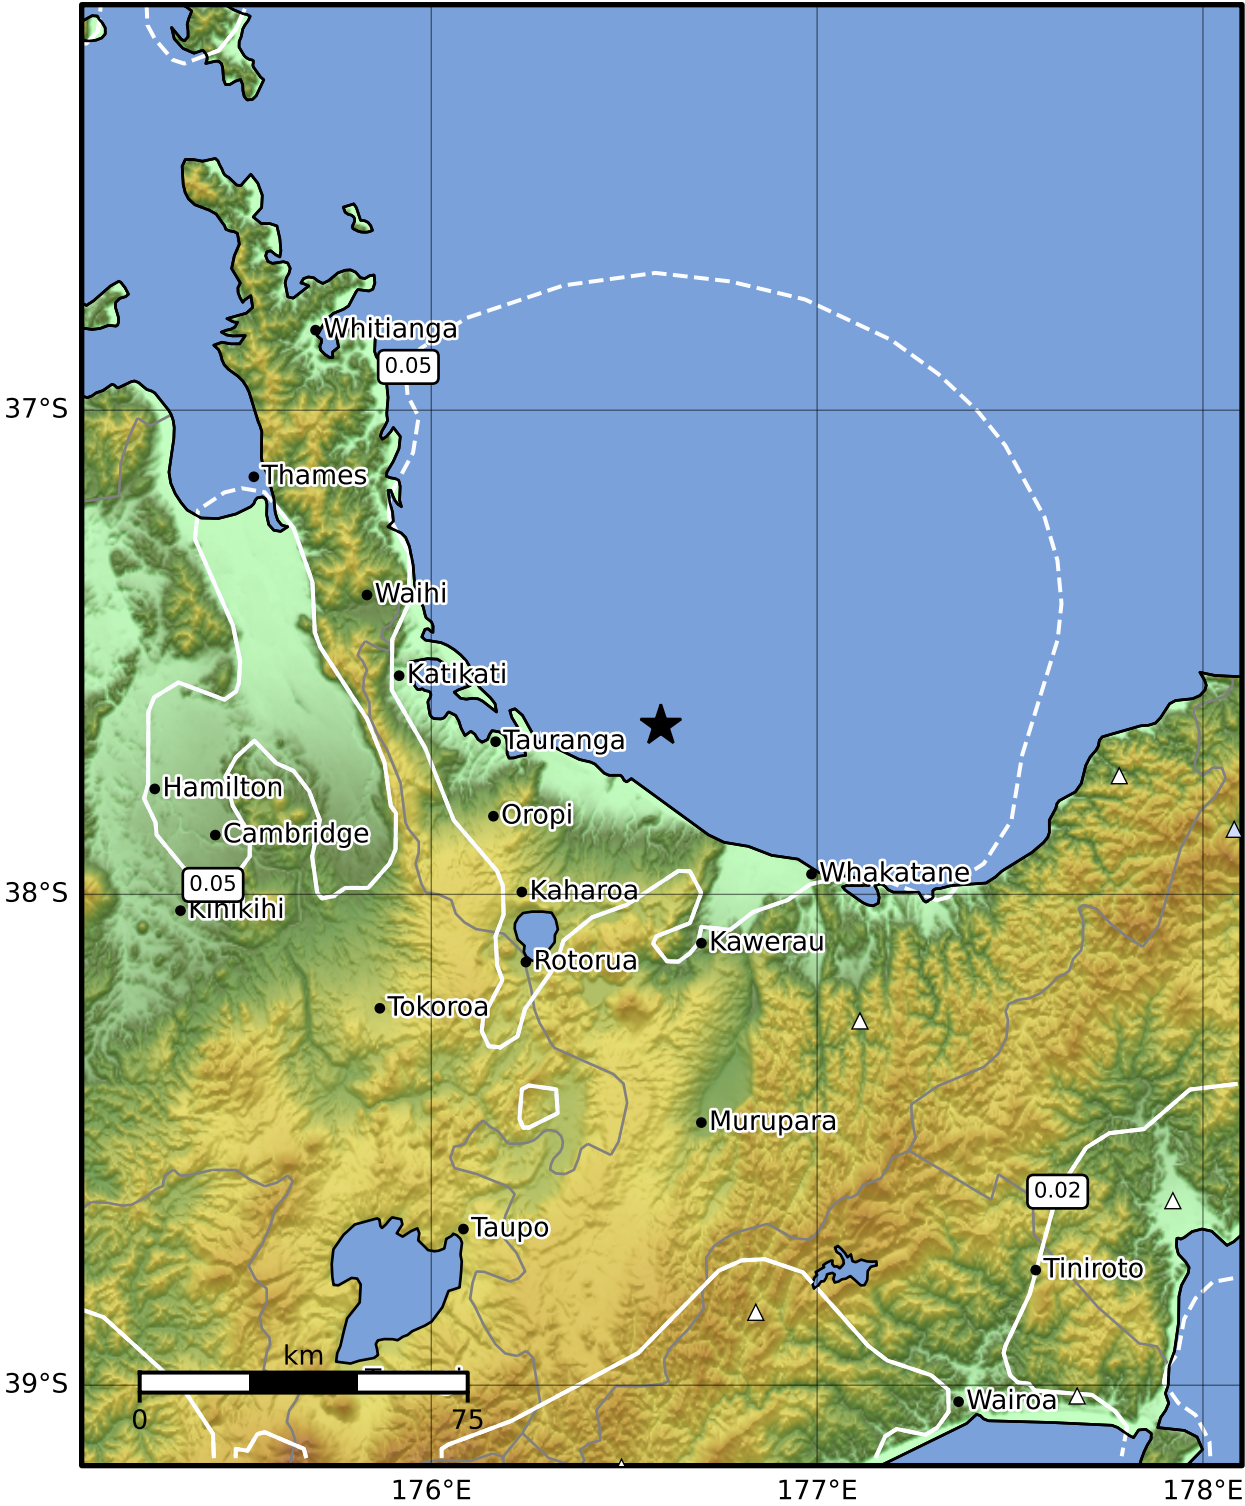 Whitianga
0.05
37°S
Thames
Waihi
Katikati
Tauranga
Hamilton
Oropi
Cambridge
Whakatane
0.05
38°S
Kaharoa
Kihikihi
Kawerau
Rotorua
Tokoroa
Murupara
0.02
Taupo
Tiniroto
km
39°S
Wairoa
0
75
176°E
177°E
178°E